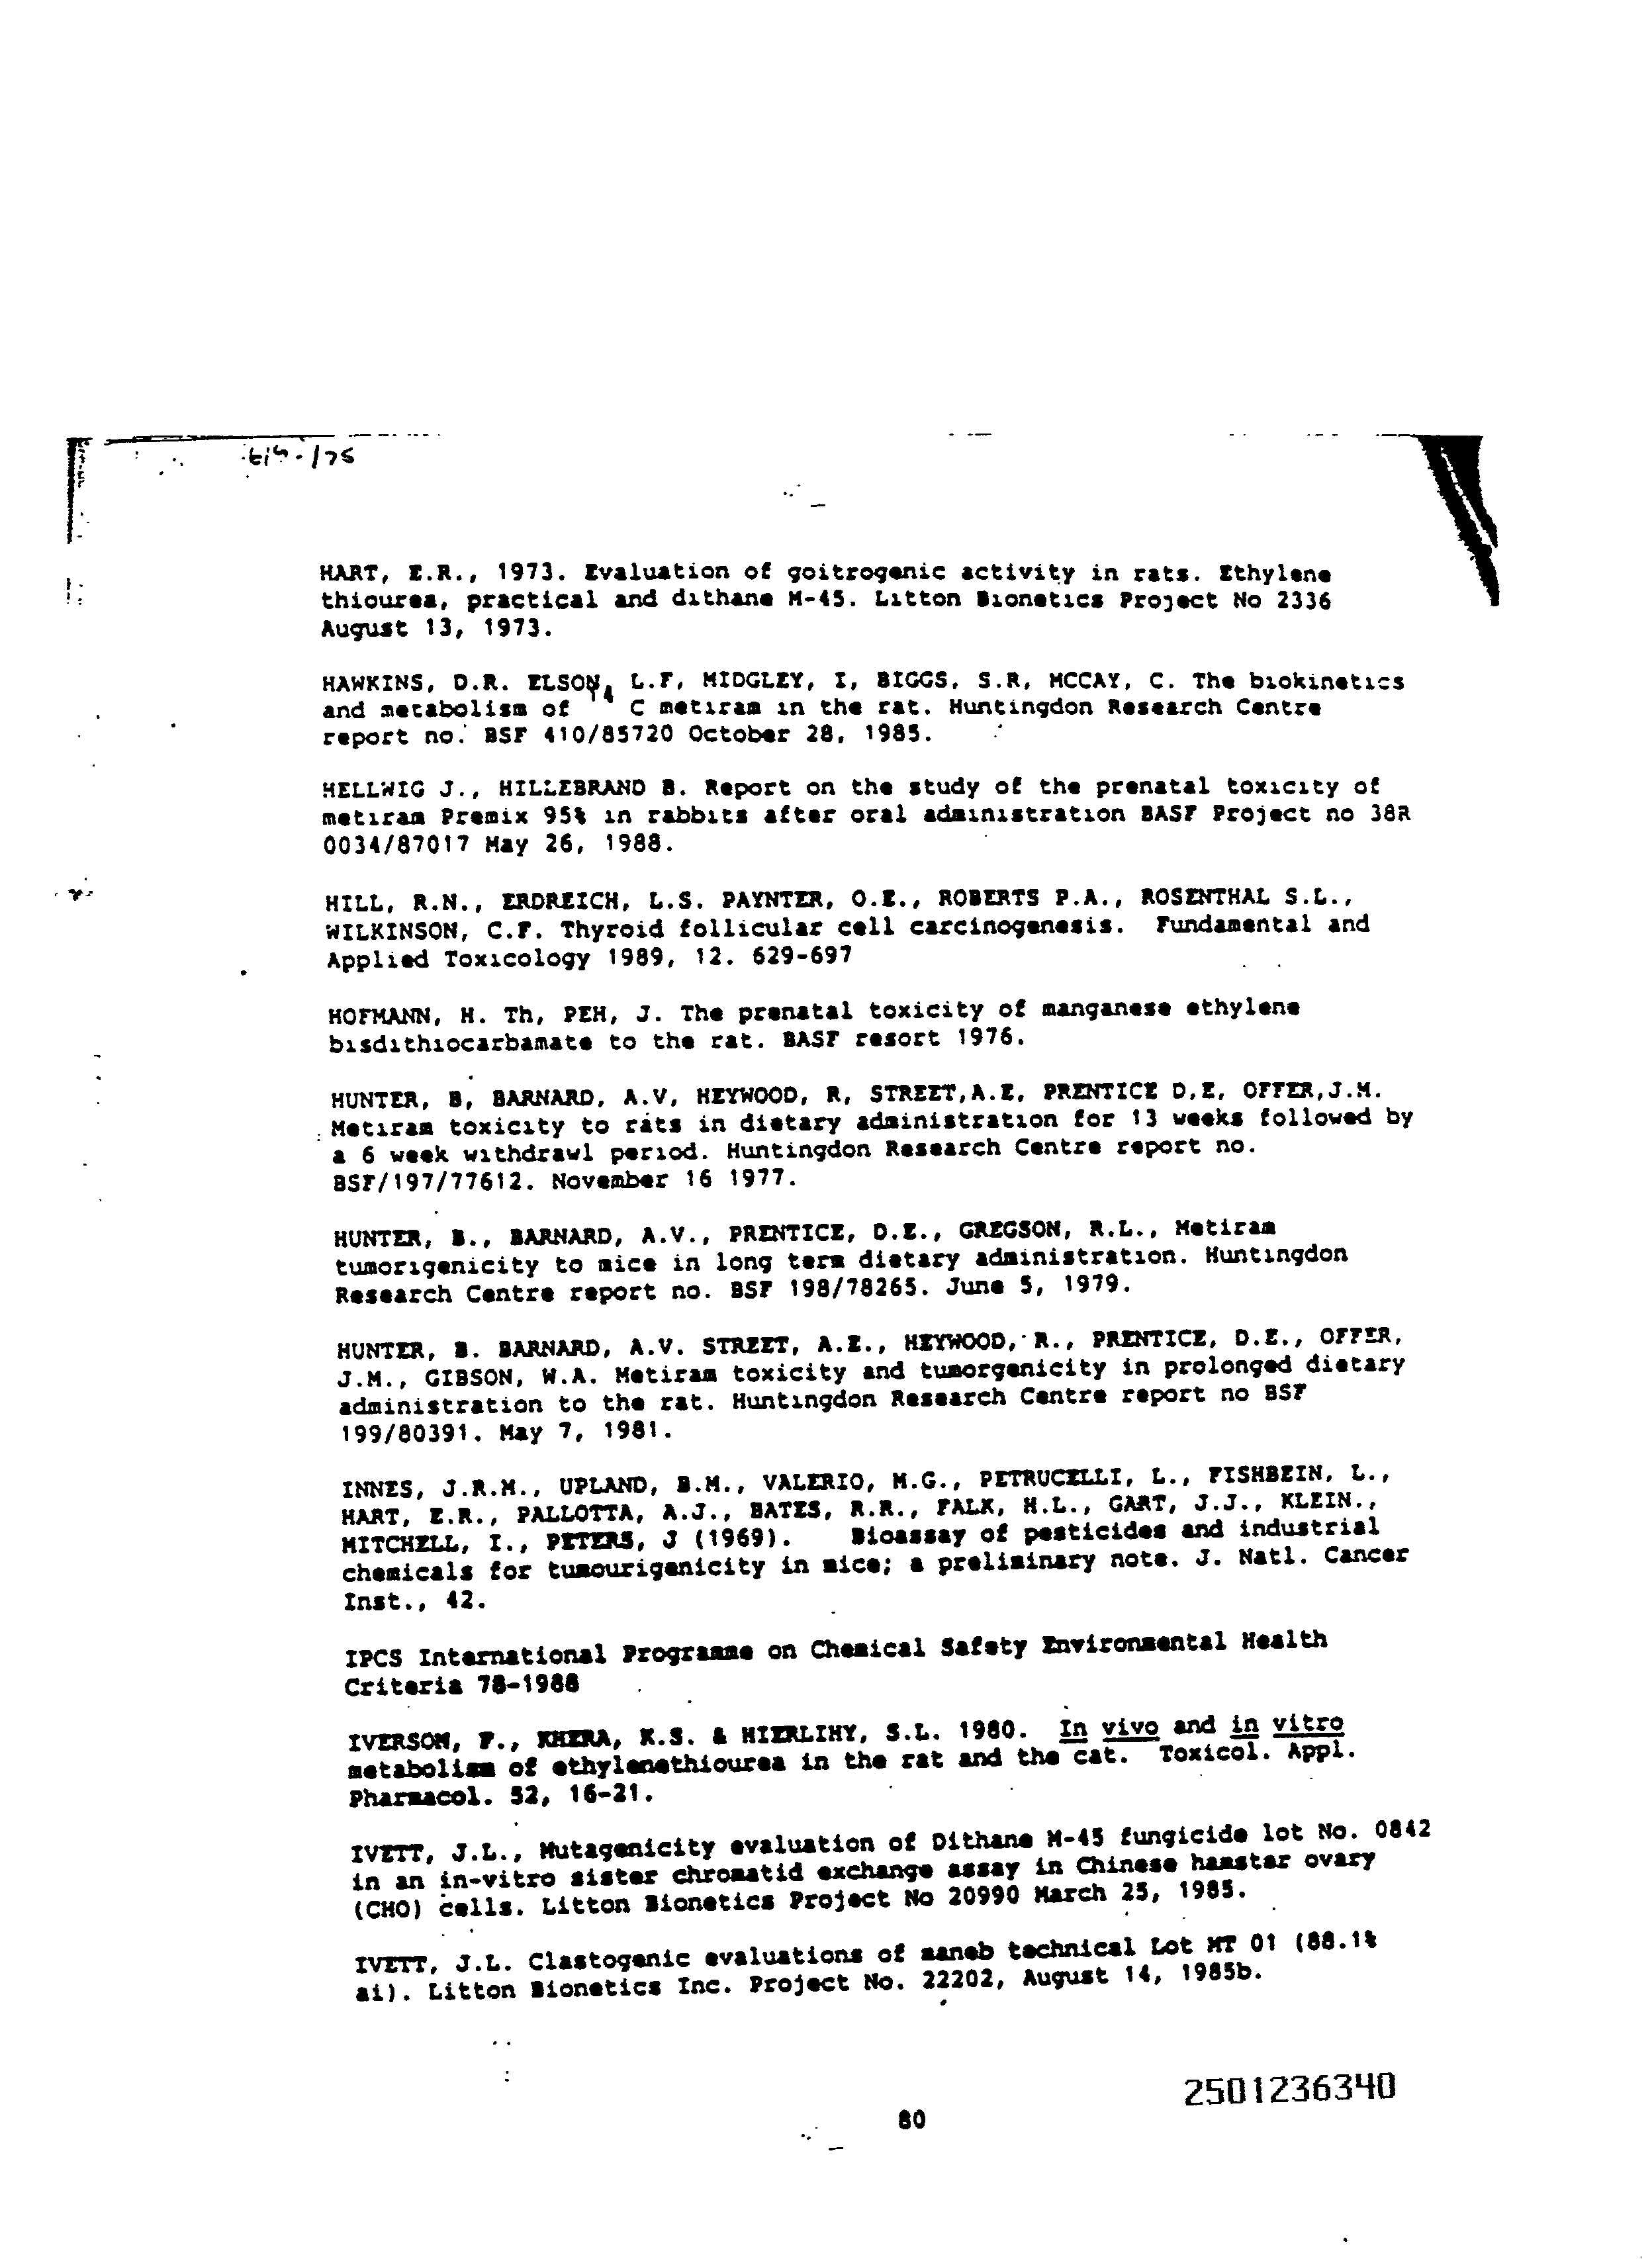 HART, E.R., 1973. Evaluation of goitrogenic activity in rats. Ethylene
thiourea, practical and dithane M-45. Litton Bionetics Project No 2336
August 13, 1973.
HAWKINS, D.R. ELSON, L.F, MIDGLEY, I, BIGGS, S.R, MCCAY, C. The biokinetics
and metabolism of 14 C metiram in the rat. Huntingdon Research Centre
report no. BSF 410/85720 October 28, 1985.
HELLWIG J., HILLEBRAND B. Report on the study of the prenatal toxicity of
metiram Premix 95% in rabbits after oral administration BASF Project no 38R
0034/87017 May 26, 1988.
HILL, R.N., ERDREICH, L.S. PAYNTER, O.E., ROBERTS P.A., ROSENTHAL S.L.,
WILKINSON, C.F. Thyroid follicular cell carcinogenesis. Fundamental and
Applied Toxicology 1989, 12. 629-697
HOFMANN, H. Th, PEH, J. The prenatal toxicity of manganese ethylene
bisdithiocarbamate to the rat. BASF resort 1976.
HUNTER, B, BARNARD, A.V, HEYWOOD, R, STREET,A.E, PRENTICE D.E, OFFER,J.M.
Metiram toxicity to rats in dietary administration for 13 weeks followed by
a 6 week withdrawl period. Huntingdon Research Centre report no.
BSF/197/77612. November 16 1977.
HUNTER, B., BARNARD, A.V., PRENTICE, D.E., GREGSON, R.L., Metiram
tumorigenicity to mice in long term dietary administration. Huntingdon
Research Centre report no. BSF 198/78265. June 5, 1979.
HUNTER, B. BARNARD, A.V. STREET, A.E., HEYWOOD, R., PRENTICE, D.E., OFFER,
J.M., GIBSON, W.A. Metiram toxicity and tumorgenicity in prolonged dietary
administration to the rat. Huntingdon Research Centre report no BSF
199/80391. May 7, 1981.
INNES, J.R.M., UPLAND, B.M., VALERIO, M.G., PETRUCELLI, L., FISHBEIN, L.,
HART, E.R., PALLOTTA, A.J., BATES, R.R., FALK, H.L., GART, J.J., KLEIN.,
MITCHELL, I., PETERS, J (1969). Bioassay of pesticides and industrial
chemicals for tumourigenicity in mice; a preliminary note. J. Natl. Cancer
Inst., 42.
IPCS International Programme on Chemical Safety Environmental Health
Criteria 78-1988
IVERSON, F., KHERA, K.S. & HIERLIHY, S.L. 1980. In vivo and in vitro
metabolism of ethylenethiourea in the rat and the cat. Toxicol. Appl.
Pharmacol. 52, 16-21.
IVETT, J.L., Mutagenicity evaluation of Dithane M-45 fungicide lot No. 0842
in an in-vitro sister chromatid exchange assay in Chinese hamster ovary
(CHO) cells. Litton Bionetics Project No 20990 March 25, 1985.
IVETT, J.L. Clastogenic evaluations of maneb technical Lot MT 01 (88.1%
ai). Litton Bionetics Inc. Project No. 22202, August 14, 1985b.
2501236340
80